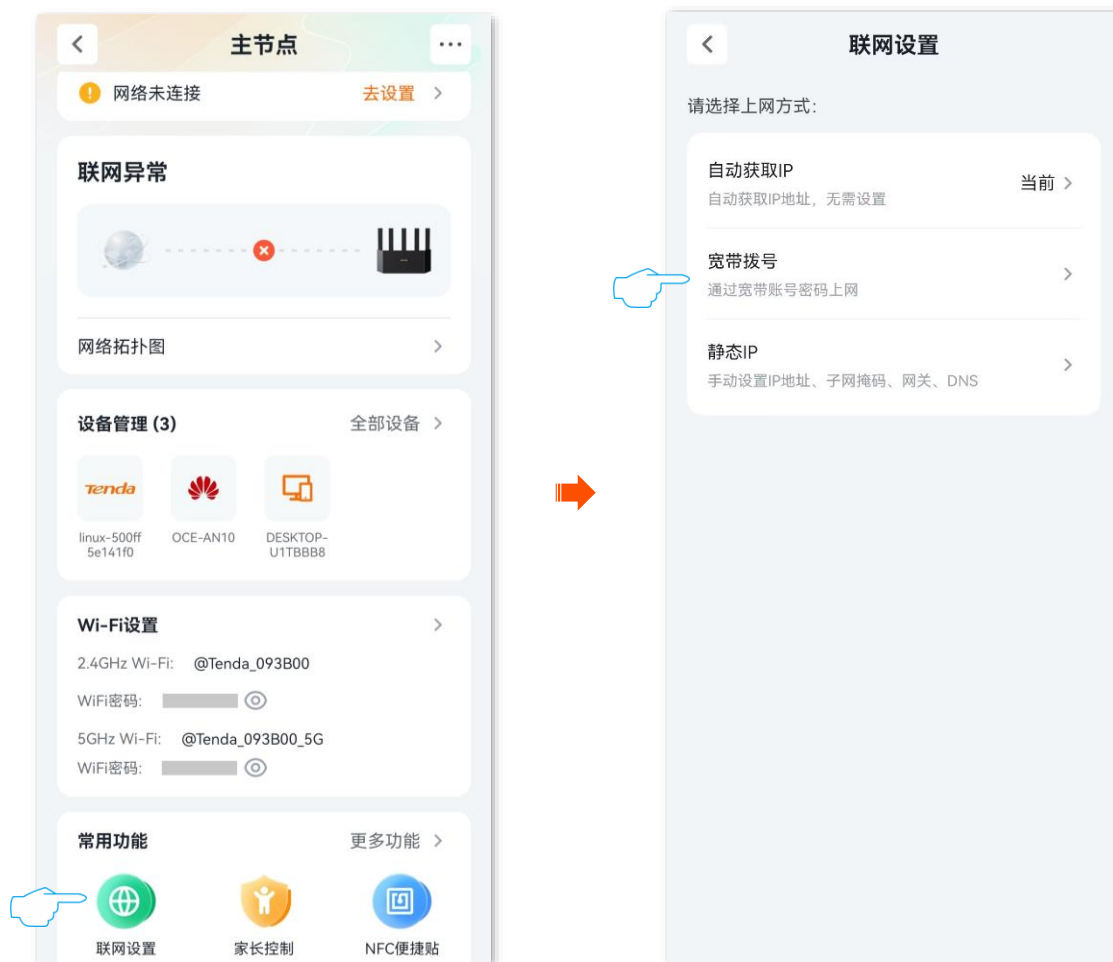 主节点
...
网络未连接
去设置
联网异常
网络拓扑图
设备管理 (3)
全部设备
Tenda
linux-500ff
5e141f0
OCE-AN10
DESKTOP-
U1TBBB8
Wi-Fi设置
2.4GHz Wi-Fi: @Tenda_093B00
WiFi密码:
5GHz Wi-Fi: @Tenda_093B00_5G
WiFi密码:
常用功能
更多功能
联网设置
家长控制
NFC便捷贴
联网设置
请选择上网方式:
自动获取IP
自动获取IP地址，无需设置
当前
宽带拨号
通过宽带账号密码上网
静态IP
手动设置IP地址、子网掩码、网关、DNS